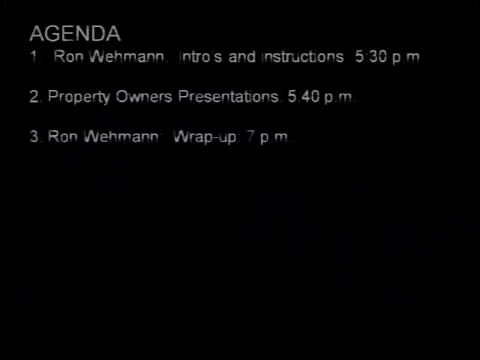 AGENDA
1. Ron Wehmann: Intro's and instructions 5:30 p.m.
2. Property Owners Presentations: 5:40 p.m.
3. Ron Wehmann: Wrap-up: 7 p.m.